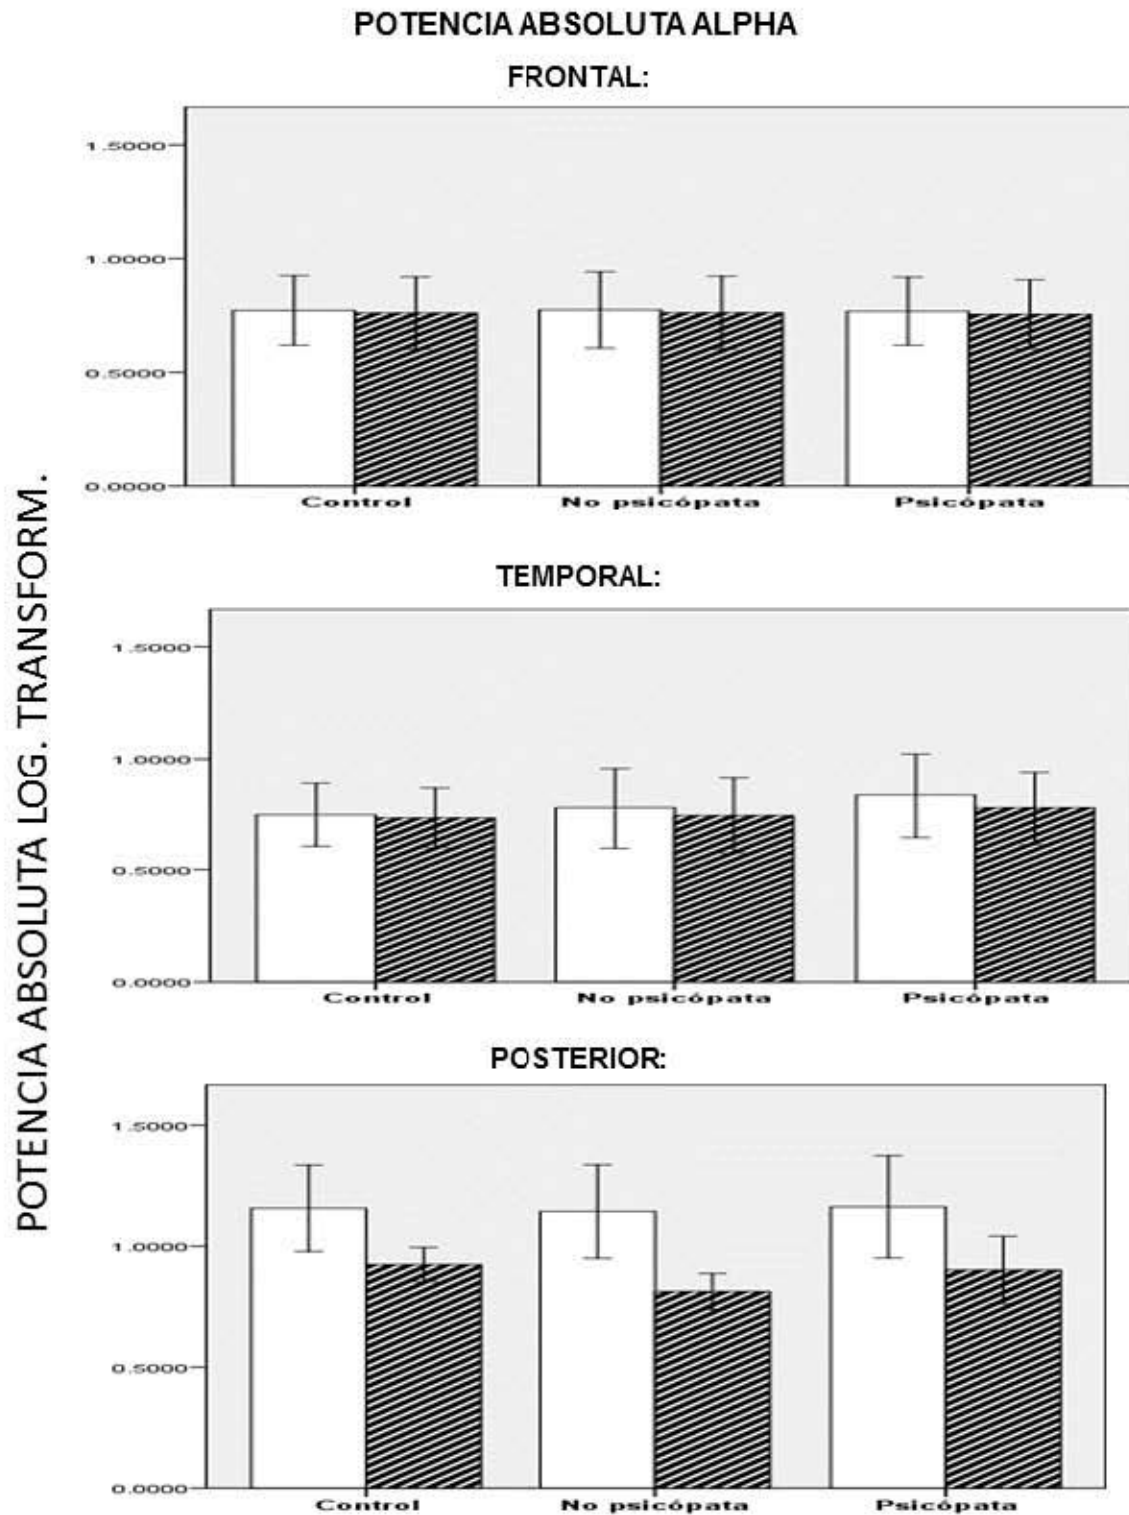 POTENCIA ABSOLUTA ALPHA
FRONTAL:
1.5000
1.0000
0.5000
0.0000
Control No psicópata Psicópata
TEMPORAL:
1.5000
1.0000
0.5000
0.0000
Control No psicópata Psicópata
POSTERIOR:
1.5000
1.0000
0.5000
0.0000
Control No psicópata Psicópata
POTENCIA ABSOLUTA LOG. TRANSFORM.